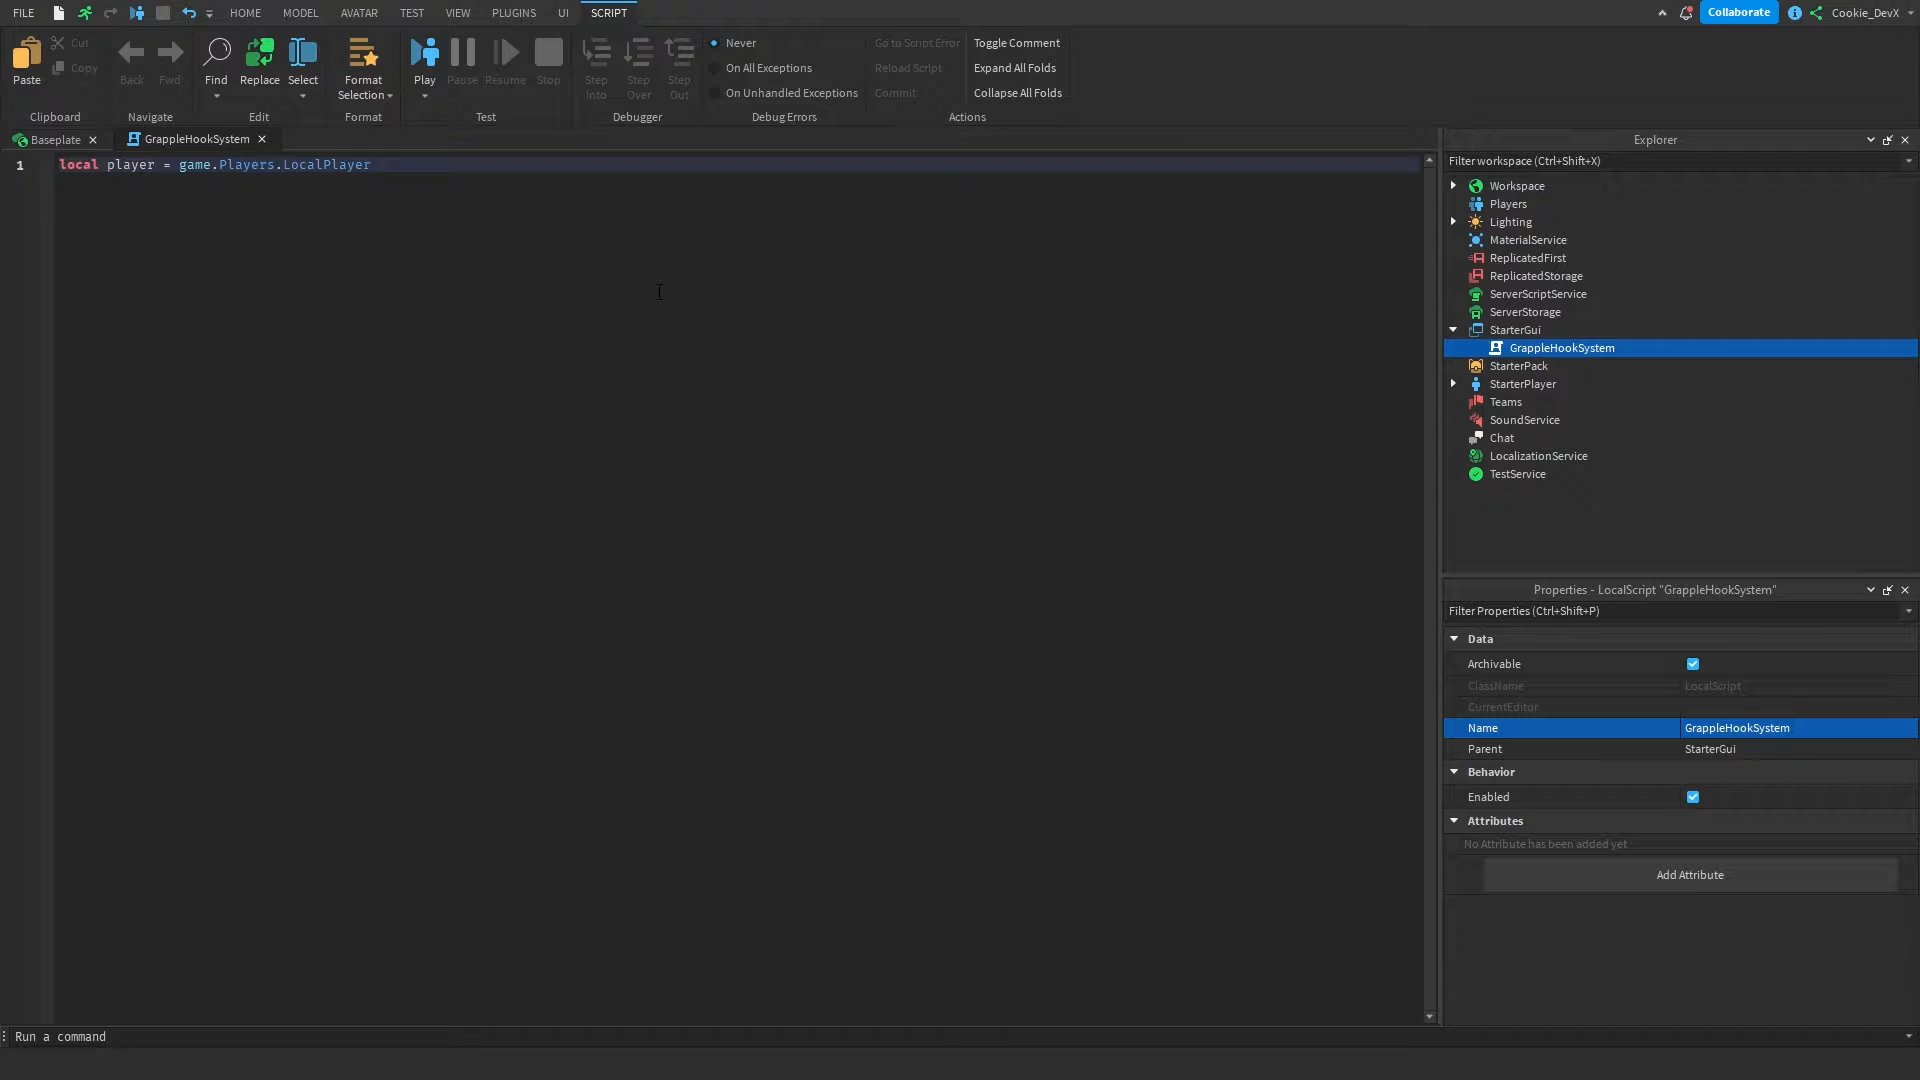 FILE HOME MODEL AVATAR TEST VIEW PLUGINS UI SCRIPT Collaborate Cookie_DevX
Paste Cut Copy
Clipboard
Back Fwd
Navigate
Find Replace Select
Edit
Format Selection
Format
Play Pause Resume Stop
Test
Step Into Step Over Step Out
Debugger
Never
On All Exceptions
On Unhandled Exceptions
Debug Errors
Go to Script Error
Reload Script
Commit
Toggle Comment
Expand All Folds
Collapse All Folds
Actions
Baseplate GrappleHookSystem
1 local player = game.Players.LocalPlayer
Explorer
Filter workspace (Ctrl+Shift+X)
Workspace
Players
Lighting
MaterialService
ReplicatedFirst
ReplicatedStorage
ServerScriptService
ServerStorage
StarterGui
GrappleHookSystem
StarterPack
StarterPlayer
Teams
SoundService
Chat
LocalizationService
TestService
Properties - LocalScript "GrappleHookSystem"
Filter Properties (Ctrl+Shift+P)
Data
Archivable
ClassName LocalScript
CurrentEditor
Name GrappleHookSystem
Parent StarterGui
Behavior
Enabled
Attributes
No Attribute has been added yet
Add Attribute
Run a command